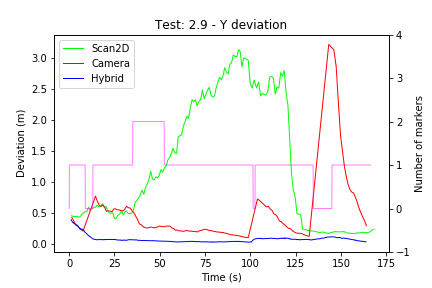 Test: 2.9 - Y deviation
Scan2D
Camera
Hybrid
Deviation (m)
3.0
2.5
2.0
1.5
1.0
0.5
0.0
Number of markers
4
3
2
1
0
−1
0 25 50 75 100 125 150 175
Time (s)